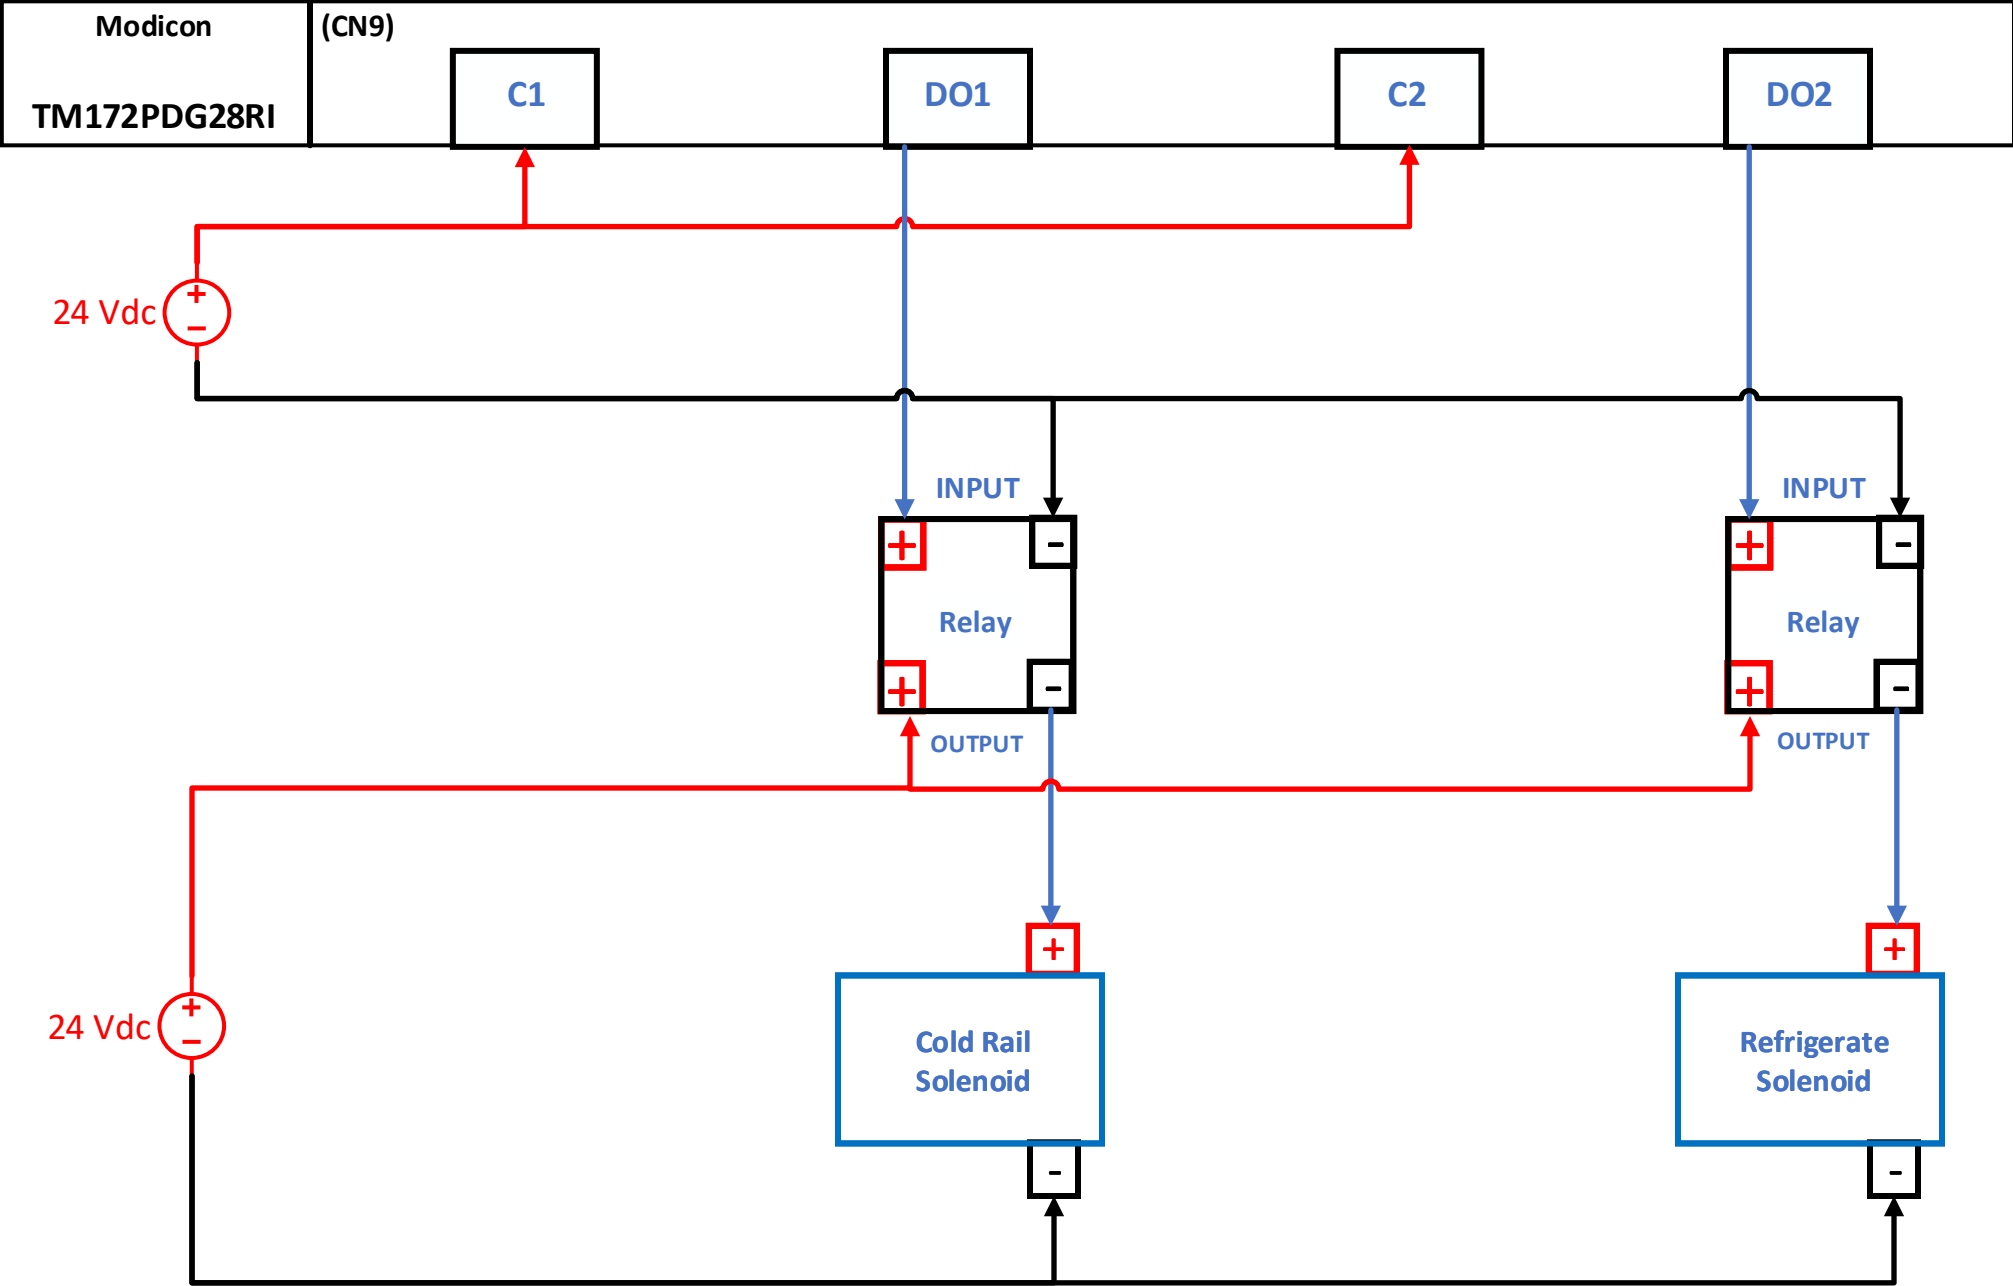 Modicon
TM172PDG28RI
(CN9)
C1
DO1
C2
DO2
+
24 Vdc
−
INPUT
INPUT
+
-
+
-
Relay
Relay
+
-
+
-
OUTPUT
OUTPUT
+
+
+
24 Vdc
−
Cold Rail
Solenoid
Refrigerate
Solenoid
-
-